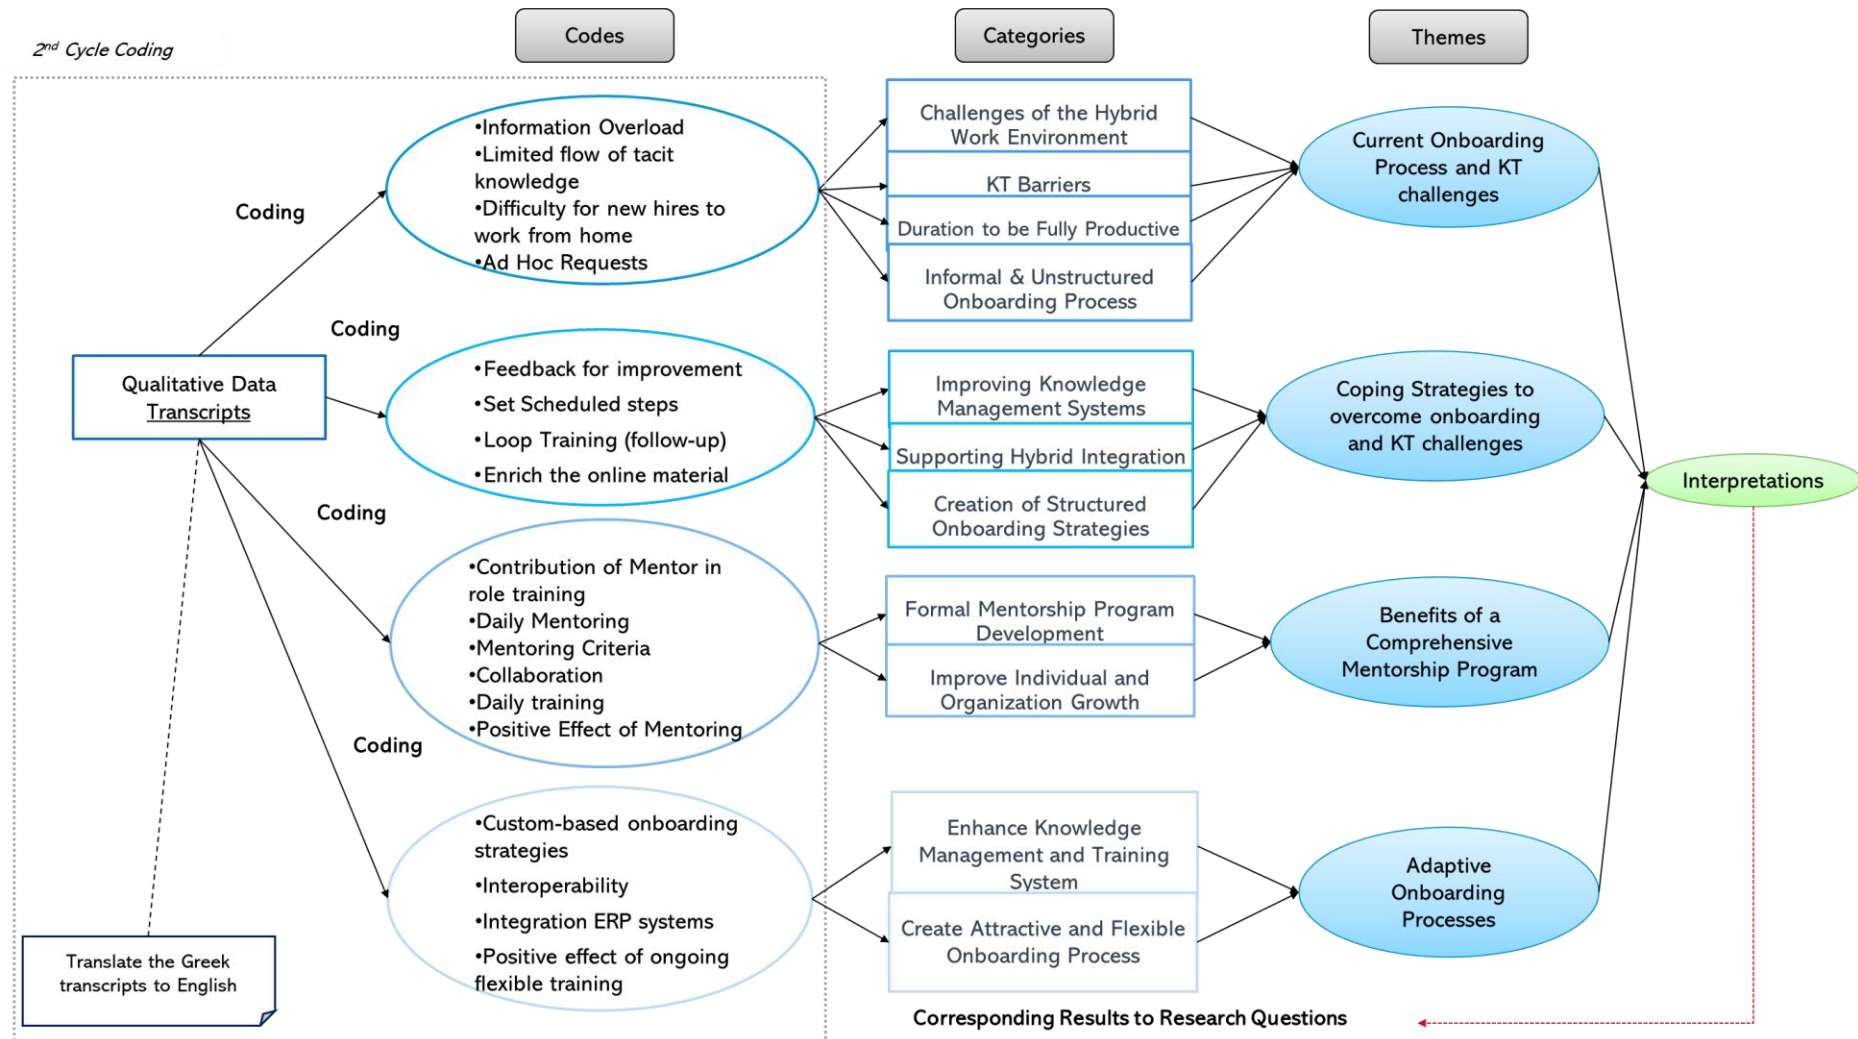 2nd Cycle Coding
Codes
Categories
Themes
Qualitative Data
Transcripts
Translate the Greek
transcripts to English
Coding
•Information Overload
•Limited flow of tacit
knowledge
•Difficulty for new hires to
work from home
•Ad Hoc Requests
Challenges of the Hybrid
Work Environment
KT Barriers
Duration to be Fully Productive
Informal & Unstructured
Onboarding Process
Current Onboarding
Process and KT
challenges
Coding
•Feedback for improvement
•Set Scheduled steps
•Loop Training (follow-up)
•Enrich the online material
Improving Knowledge
Management Systems
Supporting Hybrid Integration
Creation of Structured
Onboarding Strategies
Coping Strategies to
overcome onboarding
and KT challenges
Coding
•Contribution of Mentor in
role training
•Daily Mentoring
•Mentoring Criteria
•Collaboration
•Daily training
•Positive Effect of Mentoring
Formal Mentorship Program
Development
Improve Individual and
Organization Growth
Benefits of a
Comprehensive
Mentorship Program
Coding
•Custom-based onboarding
strategies
•Interoperability
•Integration ERP systems
•Positive effect of ongoing
flexible training
Enhance Knowledge
Management and Training
System
Create Attractive and Flexible
Onboarding Process
Adaptive
Onboarding
Processes
Interpretations
Corresponding Results to Research Questions